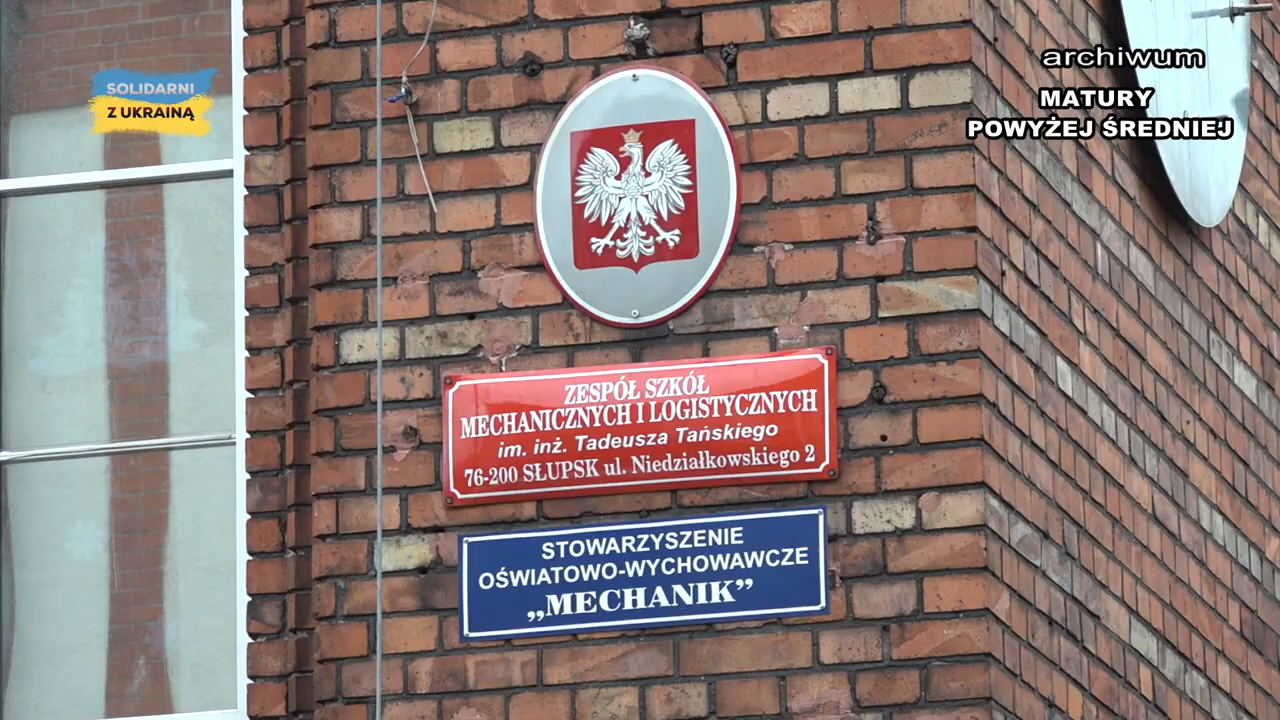 SOLIDARNI
Z UKRAINĄ
archiwum
MATURY
POWYŻEJ ŚREDNIEJ
ZESPÓŁ SZKÓŁ
MECHANICZNYCH I LOGISTYCZNYCH
im. inż. Tadeusza Tańskiego
76-200 SŁUPSK ul. Niedziałkowskiego 2
STOWARZYSZENIE
OŚWIATOWO-WYCHOWAWCZE
„MECHANIK”